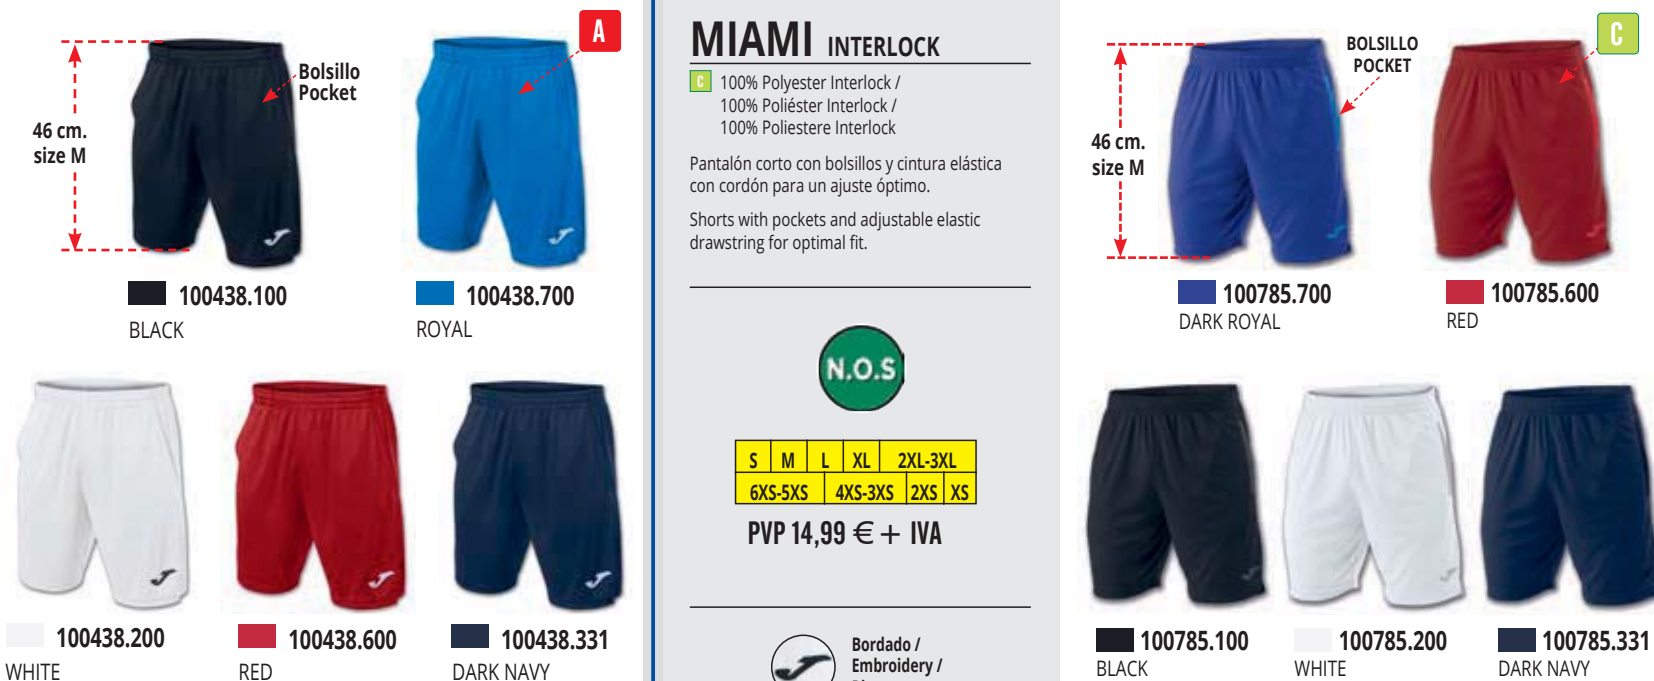 A
Bolsillo
Pocket
46 cm.
size M
100438.100
BLACK
100438.700
ROYAL
100438.200
WHITE
100438.600
RED
100438.331
DARK NAVY
MIAMI INTERLOCK
C 100% Polyester Interlock /
100% Poliéster Interlock /
100% Poliestere Interlock
Pantalón corto con bolsillos y cintura elástica
con cordón para un ajuste óptimo.
Shorts with pockets and adjustable elastic
drawstring for optimal fit.
N.O.S
S M L XL 2XL-3XL
6XS-5XS 4XS-3XS 2XS XS
PVP 14,99 € + IVA
Bordado /
Embroidery /
C
BOLSILLO
POCKET
46 cm.
size M
100785.700
DARK ROYAL
100785.600
RED
100785.100
BLACK
100785.200
WHITE
100785.331
DARK NAVY